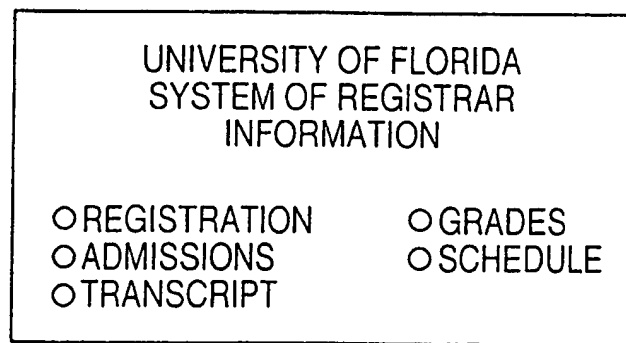 UNIVERSITY OF FLORIDA
SYSTEM OF REGISTRAR
INFORMATION
REGISTRATION
ADMISSIONS
TRANSCRIPT
GRADES
SCHEDULE